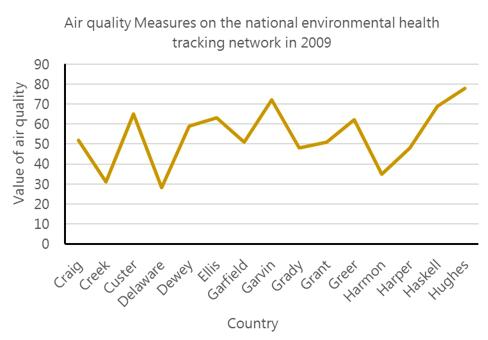 Air quality Measures on the national environmental health
tracking network in 2009
90
80
70
60
50
40
30
20
10
0
Value of air quality
Craig
Creek
Custer
Delaware
Dewey
Ellis
Garfield
Garvin
Grady
Grant
Greer
Harmon
Harper
Haskell
Hughes
Country